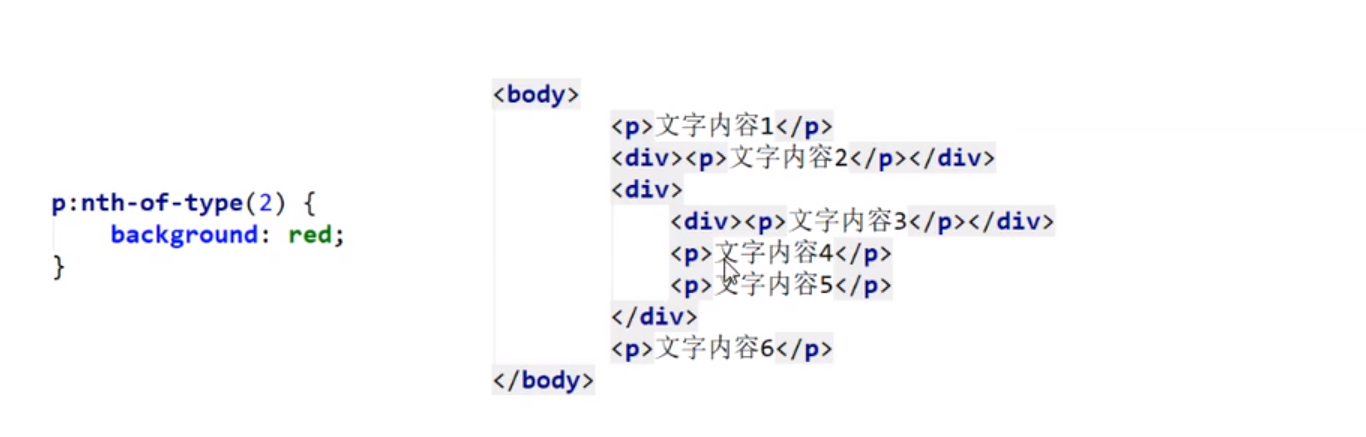 <body>
<p>文字内容1</p>
<div><p>文字内容2</p></div>
<div>
p:nth-of-type(2) {
<div><p>文字内容3</p></div>
background: red;
<p>文字内容4</p>
}
<p>文字内容5</p>
</div>
<p>文字内容6</p>
</body>